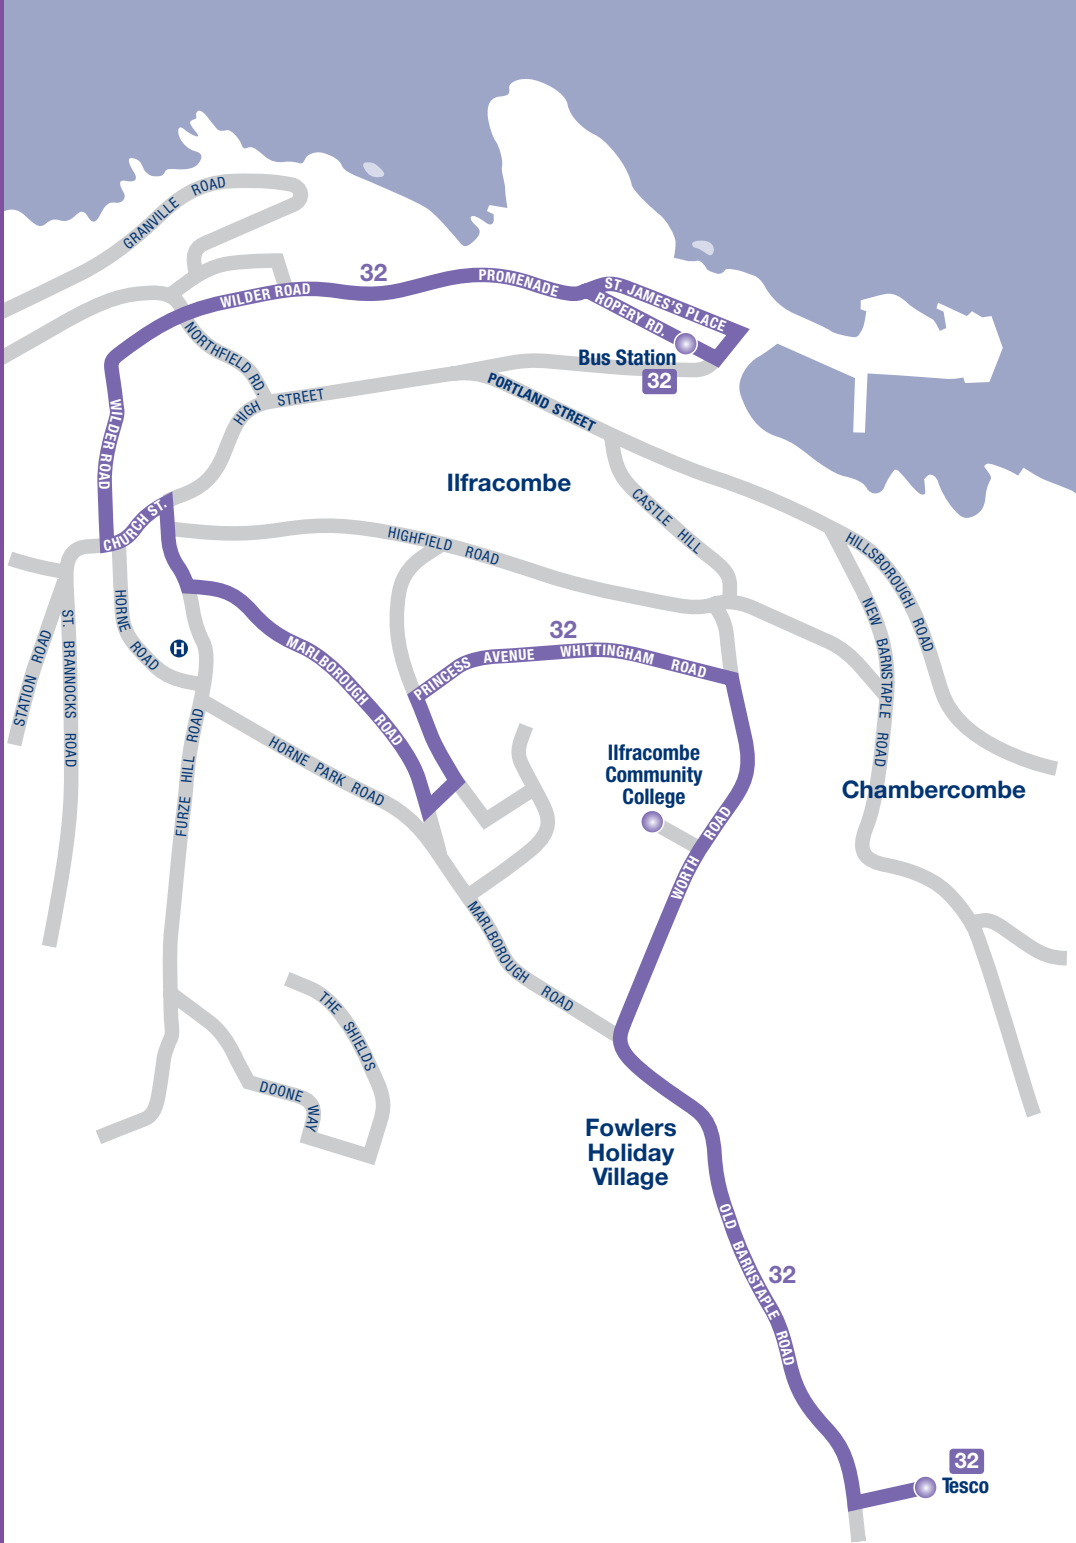 GRANVILLE ROAD
32
WILDER ROAD
PROMENADE
ST. JAMES'S PLACE
ROPERY RD.
Bus Station
32
NORTHFIELD RD.
HIGH STREET
PORTLAND STREET
WILDER ROAD
Ilfracombe
CHURCH ST.
HIGHFIELD ROAD
CASTLE HILL
HILLSBOROUGH ROAD
NEW BARNSTAPLE ROAD
HORNE ROAD
H
ST. BRANNOCKS ROAD
STATION ROAD
MARLBOROUGH ROAD
32
PRINCESS AVENUE
WHITTINGHAM ROAD
FURZE HILL ROAD
HORNE PARK ROAD
Ilfracombe
Community
College
Chambercombe
WORTH ROAD
MARLBOROUGH ROAD
THE SHIELDS
DOONE WAY
Fowlers
Holiday
Village
OLD BARNSTAPLE ROAD
32
32
Tesco